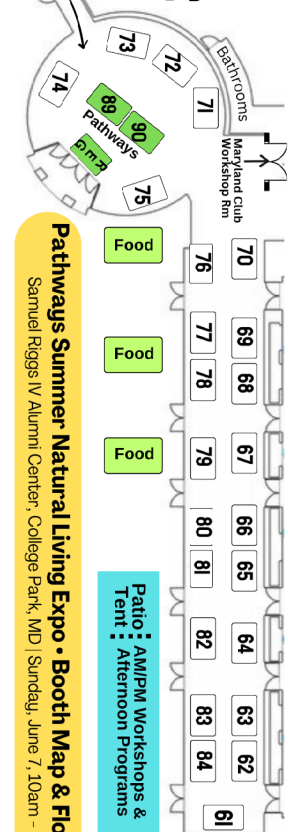 73
72
74
71
Bathrooms
89
90
Pathways
REG
Maryland Club
Workshop Rm
75
Food
76
70
77
69
Food
78
68
Food
79
67
80
66
81
65
82
64
83
63
84
62
61
Patio: AM/PM Workshops &
Tent: Afternoon Programs
Pathways Summer Natural Living Expo • Booth Map & Flo
Samuel Riggs IV Alumni Center, College Park, MD | Sunday, June 7, 10am -